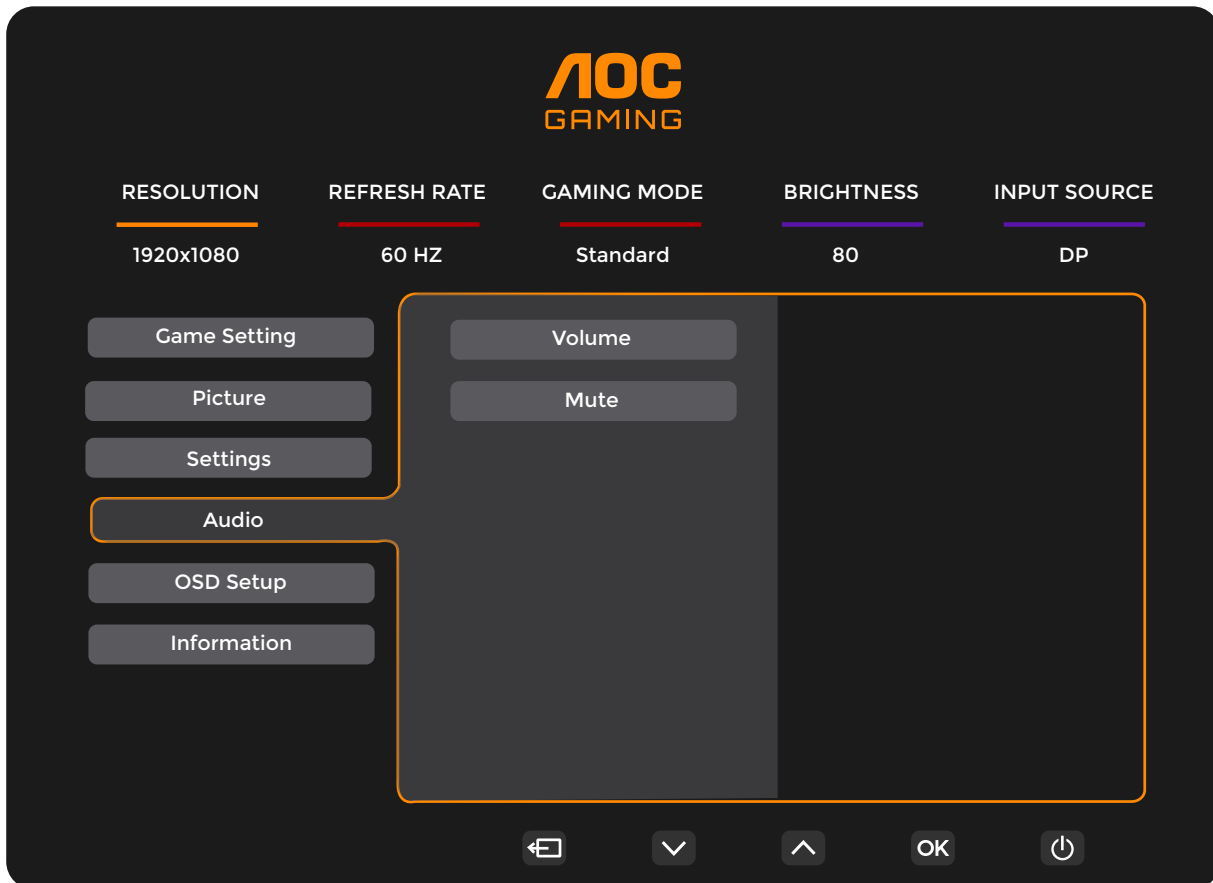 AOC
GAMING
RESOLUTION REFRESH RATE GAMING MODE BRIGHTNESS INPUT SOURCE
1920x1080 60 HZ Standard 80 DP
Game Setting Volume
Picture Mute
Settings
Audio
OSD Setup
Information
OK